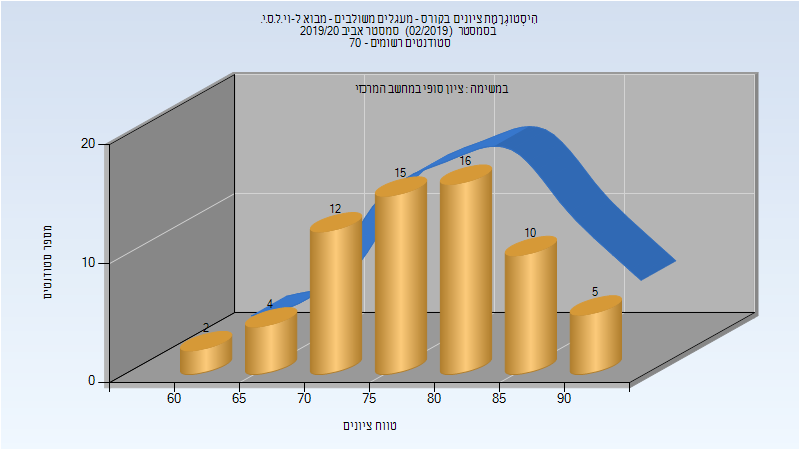 היסטוגרמת ציונים בקורס - מעגלים משולבים - מבוא ל-וי.ל.ס.י.
בסמסטר (02/2019) סמסטר אביב 2019/20
סטודנטים רשומים - 70
במשימה : ציון סופי במחשב המרכזי
20
10
0
מספר סטודנטים
2
4
12
15
16
10
5
60 65 70 75 80 85 90
טווח ציונים